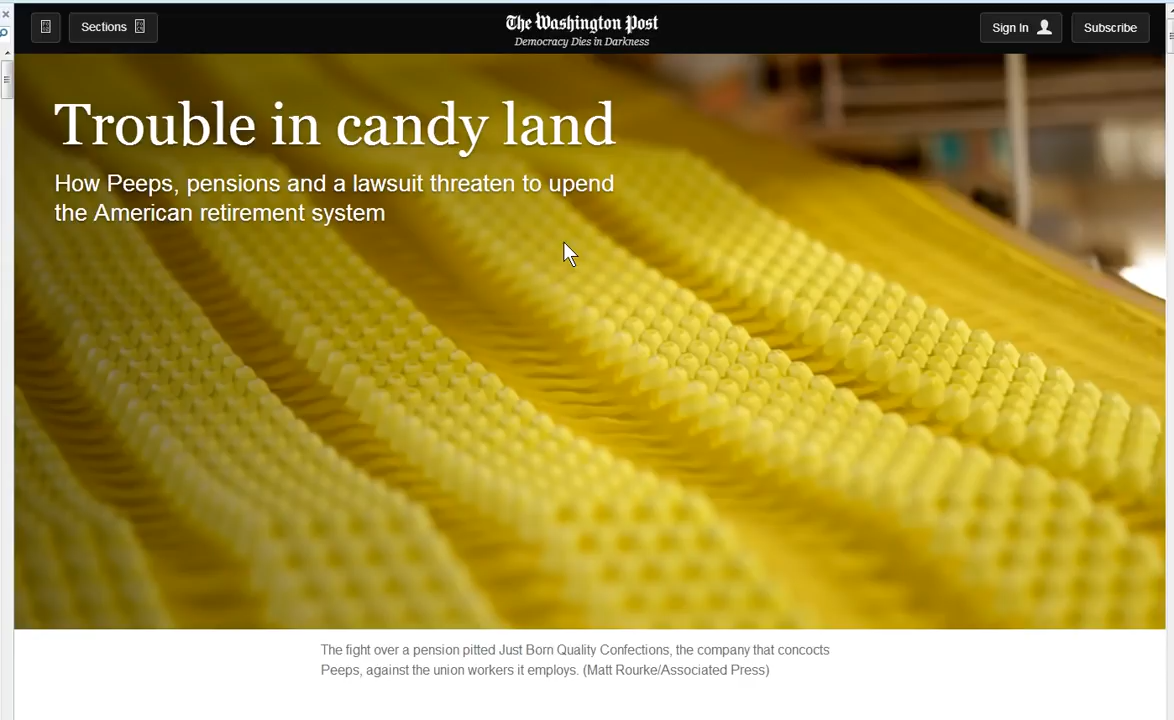 Sections
The Washington Post
Democracy Dies in Darkness
Sign In
Subscribe
Trouble in candy land
How Peeps, pensions and a lawsuit threaten to upend
the American retirement system
The fight over a pension pitted Just Born Quality Confections, the company that concocts
Peeps, against the union workers it employs. (Matt Rourke/Associated Press)